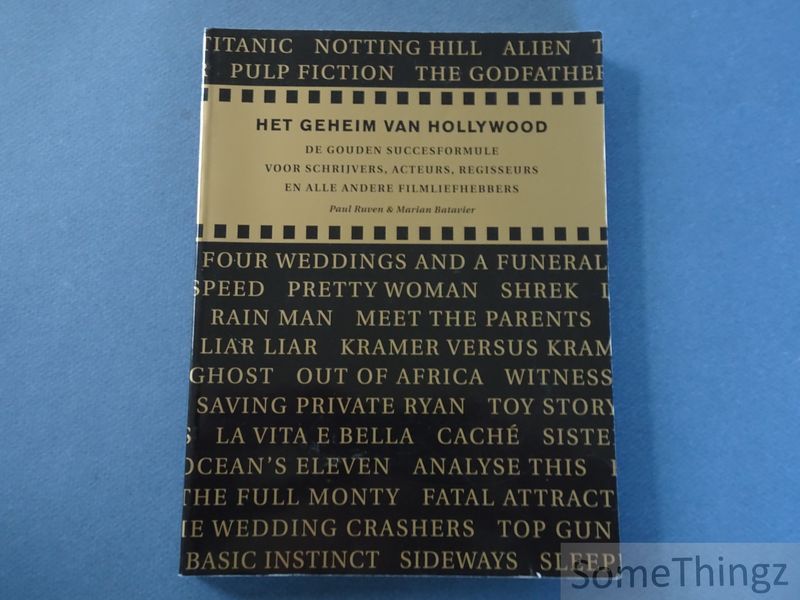 TITANIC NOTTING HILL ALIEN T
R PULP FICTION THE GODFATHER
HET GEHEIM VAN HOLLYWOOD
DE GOUDEN SUCCESFORMULE
VOOR SCHRIJVERS, ACTEURS, REGISSEURS
EN ALLE ANDERE FILMLIEFHEBBERS
Paul Ruven & Marian Batavier
FOUR WEDDINGS AND A FUNERAL
SPEED PRETTY WOMAN SHREK L
RAIN MAN MEET THE PARENTS
LIAR LIAR KRAMER VERSUS KRAM
GHOST OUT OF AFRICA WITNESS
SAVING PRIVATE RYAN TOY STORY
S LA VITA E BELLA CACHÉ SISTE
OCEAN'S ELEVEN ANALYSE THIS
THE FULL MONTY FATAL ATTRACT
E WEDDING CRASHERS TOP GUN
BASIC INSTINCT SIDEWAYS SLEEP
SomeThingz